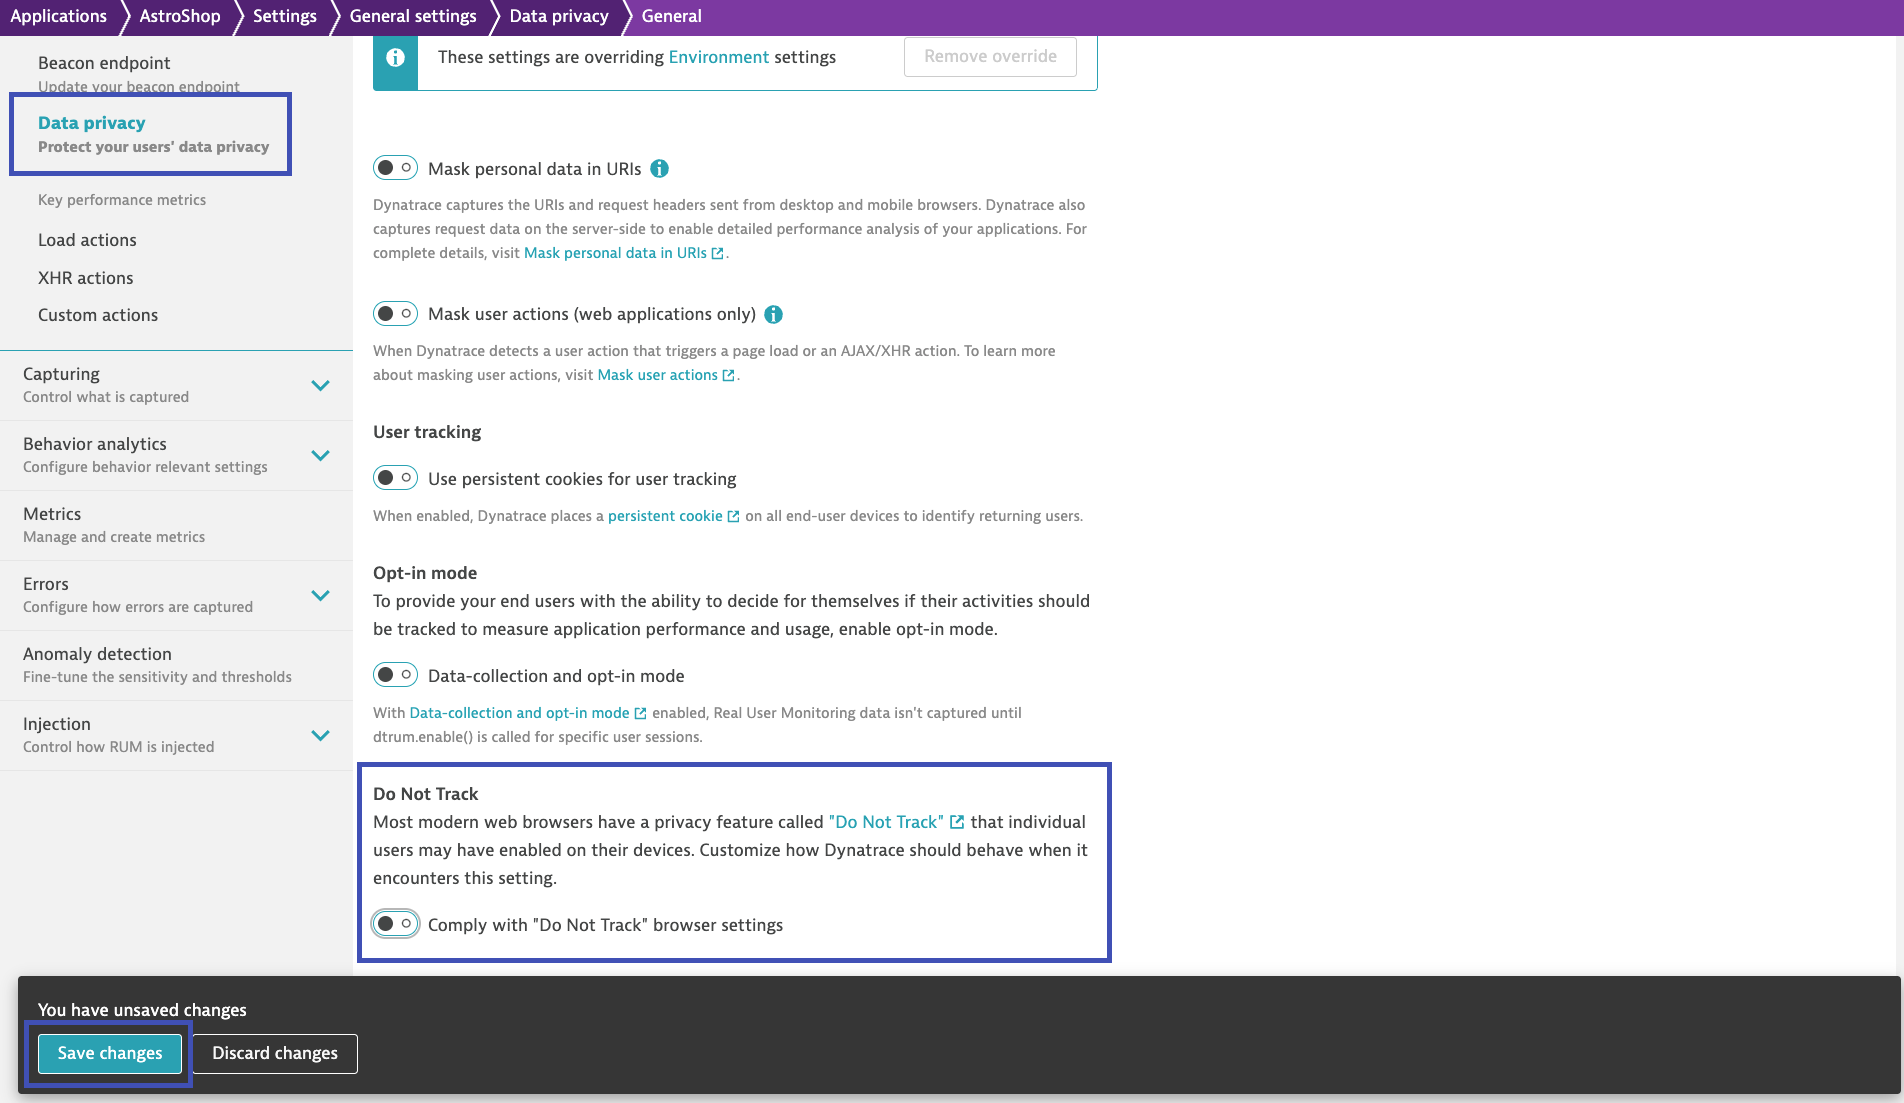 Applications AstroShop Settings General settings Data privacy General
Beacon endpoint
Update your beacon endpoint
Data privacy
Protect your users' data privacy
Key performance metrics
Load actions
XHR actions
Custom actions
Capturing
Control what is captured
Behavior analytics
Configure behavior relevant settings
Metrics
Manage and create metrics
Errors
Configure how errors are captured
Anomaly detection
Fine-tune the sensitivity and thresholds
Injection
Control how RUM is injected
These settings are overriding Environment settings
Remove override
Mask personal data in URIs
Dynatrace captures the URIs and request headers sent from desktop and mobile browsers. Dynatrace also
captures request data on the server-side to enable detailed performance analysis of your applications. For
complete details, visit Mask personal data in URIs .
Mask user actions (web applications only)
When Dynatrace detects a user action that triggers a page load or an AJAX/XHR action. To learn more
about masking user actions, visit Mask user actions .
User tracking
Use persistent cookies for user tracking
When enabled, Dynatrace places a persistent cookie on all end-user devices to identify returning users.
Opt-in mode
To provide your end users with the ability to decide for themselves if their activities should
be tracked to measure application performance and usage, enable opt-in mode.
Data-collection and opt-in mode
With Data-collection and opt-in mode enabled, Real User Monitoring data isn't captured until
dtrum.enable() is called for specific user sessions.
Do Not Track
Most modern web browsers have a privacy feature called "Do Not Track" that individual
users may have enabled on their devices. Customize how Dynatrace should behave when it
encounters this setting.
Comply with "Do Not Track" browser settings
You have unsaved changes
Save changes
Discard changes